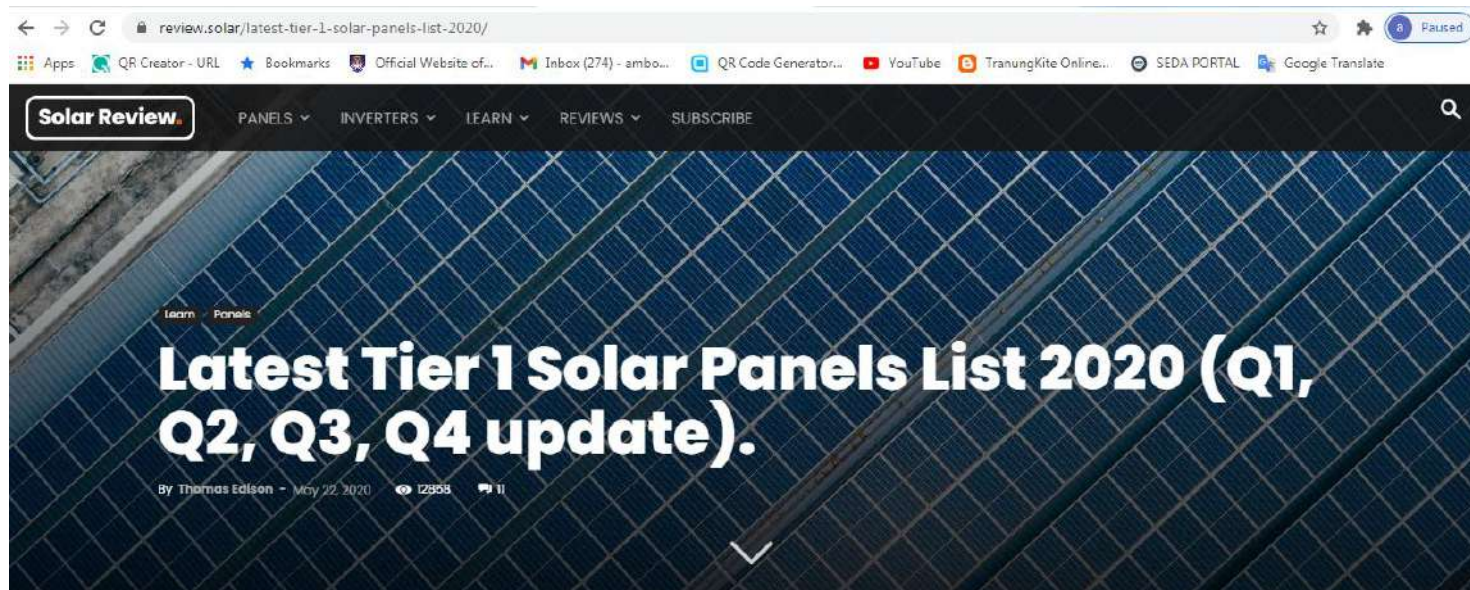 review.solar/latest-tier-1-solar-panels-list-2020/
a Paused
Apps QR Creator - URL Bookmarks Official Website of... Inbox (274) - ambo... QR Code Generator... YouTube TranungKite Online... SEDA PORTAL Google Translate
Solar Review. PANELS INVERTERS LEARN REVIEWS SUBSCRIBE
Learn Panels
Latest Tier 1 Solar Panels List 2020 (Q1,
Q2, Q3, Q4 update).
By Thomas Edison - May 22, 2020 12858 11